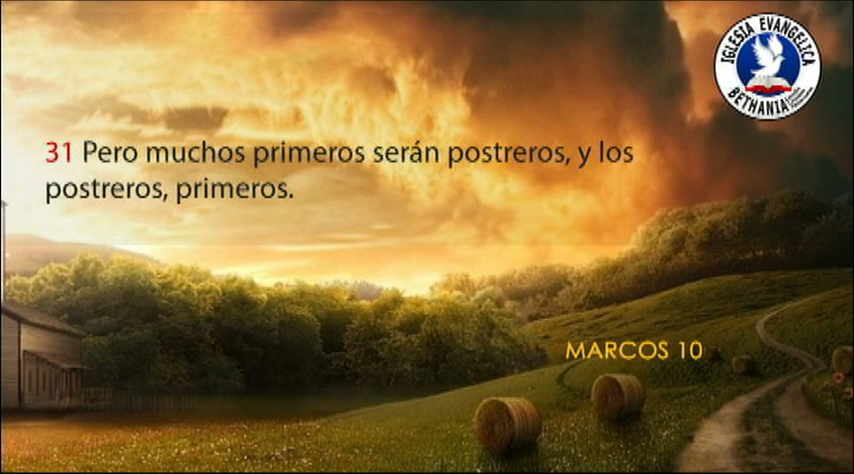 IGLESIA EVANGELICA
BETHANIA
31 Pero muchos primeros serán postreros, y los
postreros, primeros.
MARCOS 10